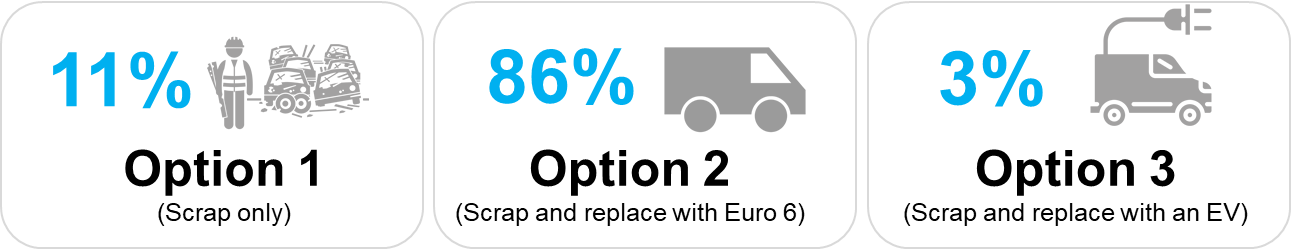 11%
Option 1
(Scrap only)
86%
Option 2
(Scrap and replace with Euro 6)
3%
Option 3
(Scrap and replace with an EV)